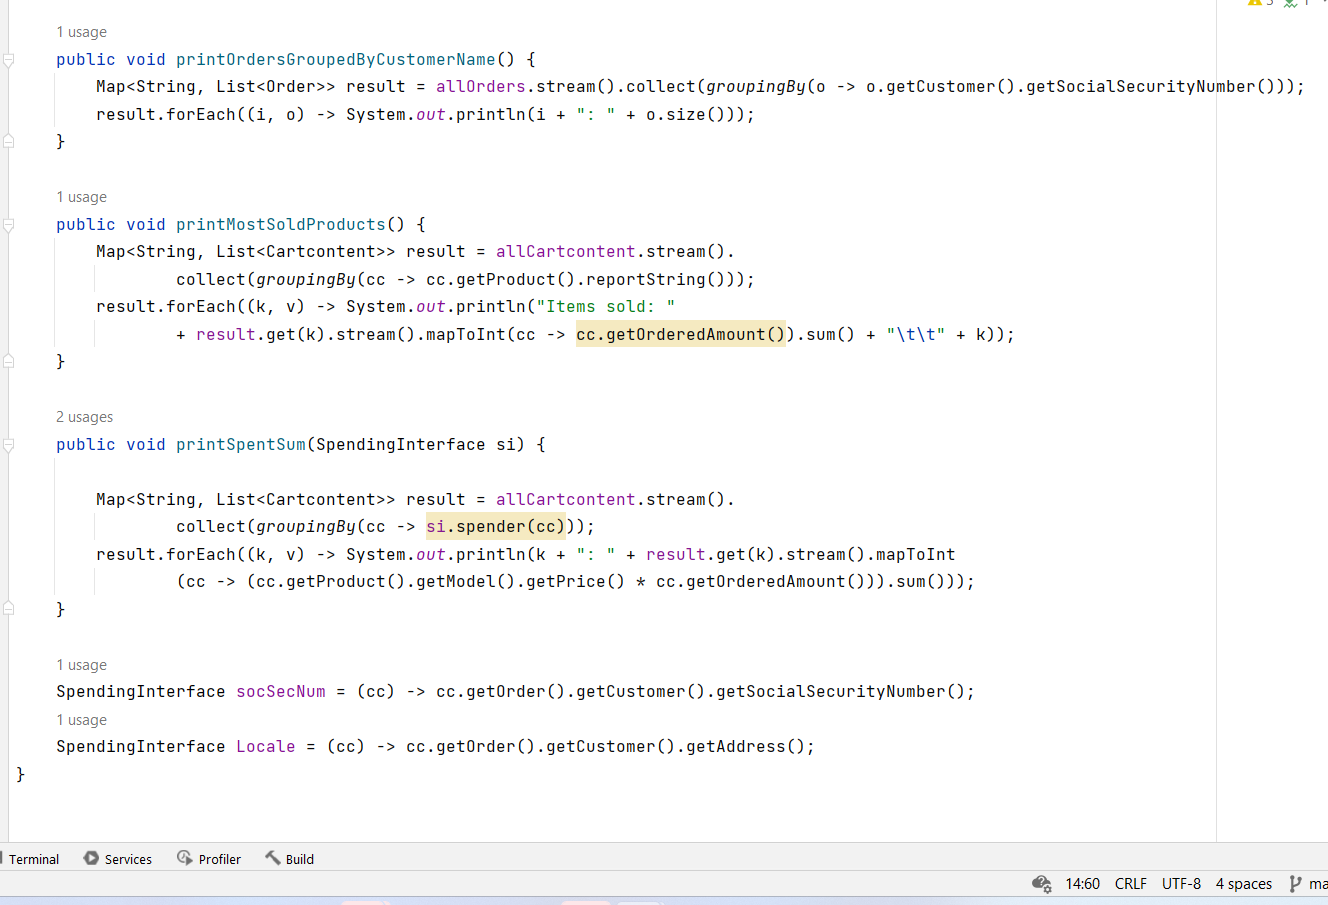 1 usage
public void printOrdersGroupedByCustomerName() {
Map<String, List<Order>> result = allOrders.stream().collect(groupingBy(o -> o.getCustomer().getSocialSecurityNumber()));
result.forEach((i, o) -> System.out.println(i + ": " + o.size()));
}
1 usage
public void printMostSoldProducts() {
Map<String, List<Cartcontent>> result = allCartcontent.stream().
collect(groupingBy(cc -> cc.getProduct().reportString()));
result.forEach((k, v) -> System.out.println("Items sold: "
+ result.get(k).stream().mapToInt(cc -> cc.getOrderedAmount()).sum() + "\t\t" + k));
}
2 usages
public void printSpentSum(SpendingInterface si) {
Map<String, List<Cartcontent>> result = allCartcontent.stream().
collect(groupingBy(cc -> si.spender(cc)));
result.forEach((k, v) -> System.out.println(k + ": " + result.get(k).stream().mapToInt
(cc -> (cc.getProduct().getModel().getPrice() * cc.getOrderedAmount())).sum()));
}
1 usage
SpendingInterface socSecNum = (cc) -> cc.getOrder().getCustomer().getSocialSecurityNumber();
1 usage
SpendingInterface Locale = (cc) -> cc.getOrder().getCustomer().getAddress();
}
Terminal Services Profiler Build
14:60 CRLF UTF-8 4 spaces ma